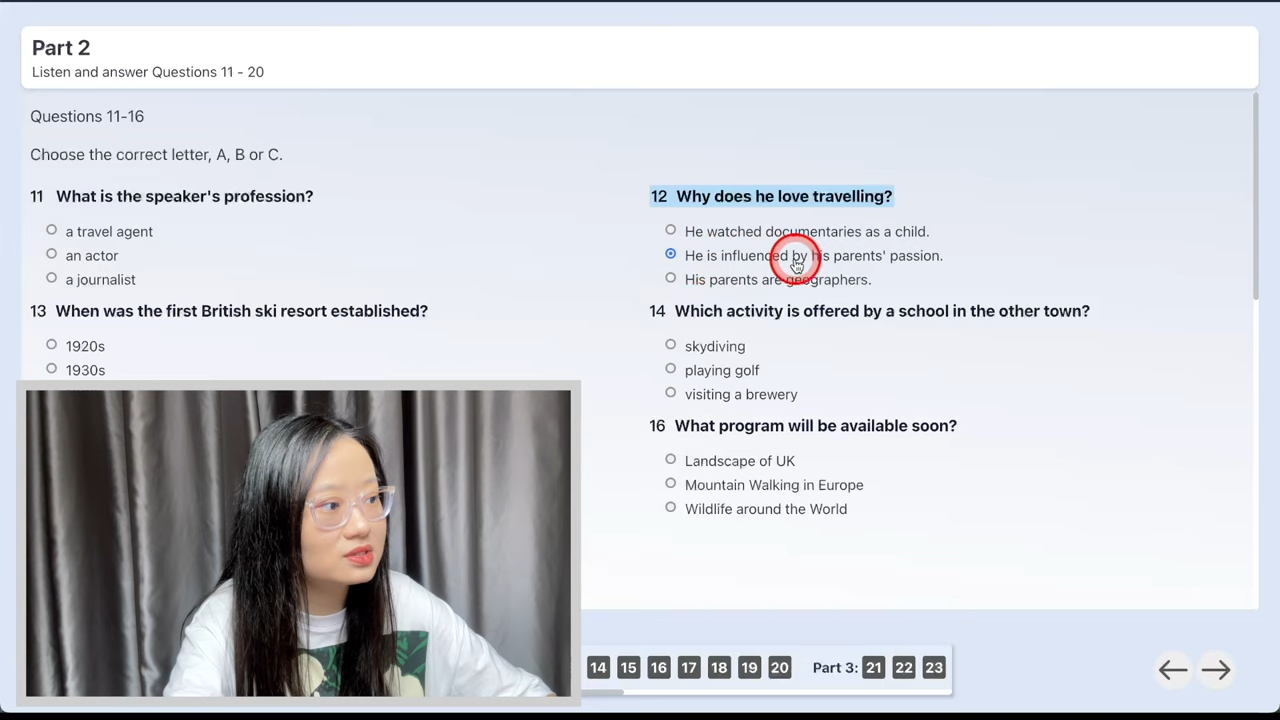 Part 2
Listen and answer Questions 11 - 20
Questions 11-16
Choose the correct letter, A, B or C.
11 What is the speaker's profession?
a travel agent
an actor
a journalist
12 Why does he love travelling?
He watched documentaries as a child.
He is influenced by his parents' passion.
His parents are geographers.
13 When was the first British ski resort established?
1920s
1930s
14 Which activity is offered by a school in the other town?
skydiving
playing golf
visiting a brewery
16 What program will be available soon?
Landscape of UK
Mountain Walking in Europe
Wildlife around the World
14 15 16 17 18 19 20 Part 3: 21 22 23